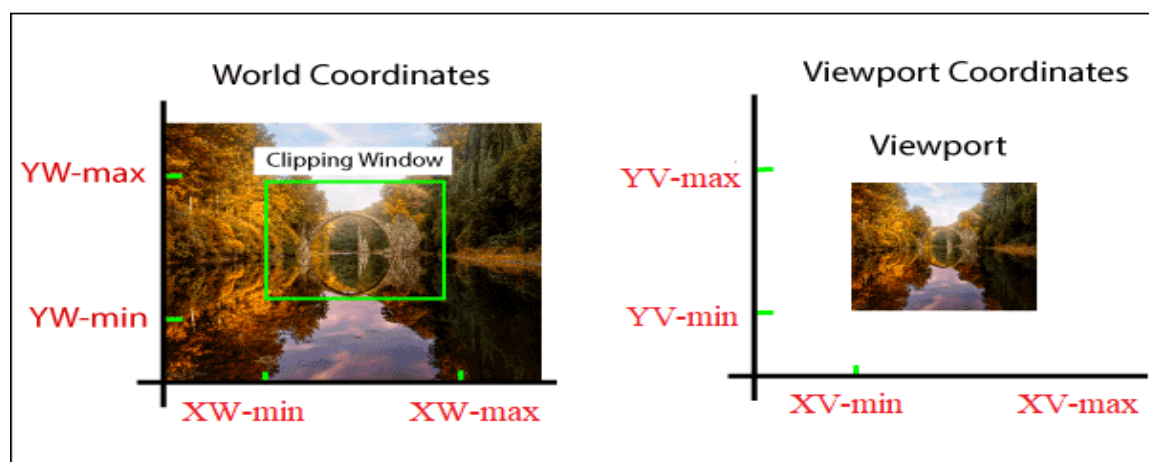 World Coordinates
Clipping Window
YW-max
YW-min
XW-min
XW-max
Viewport Coordinates
Viewport
YV-max
YV-min
XV-min
XV-max